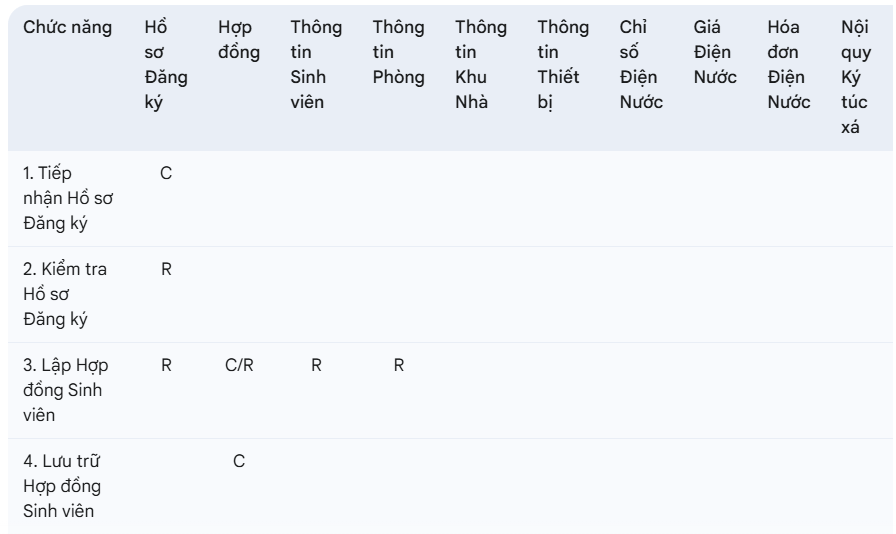 Chức năng Hồ sơ Đăng ký Hợp đồng Thông tin Sinh viên Thông tin Phòng Thông tin Khu Nhà Thông tin Thiết bị Chỉ số Điện Nước Giá Điện Nước Hóa đơn Điện Nước Nội quy Ký túc xá
1. Tiếp C
nhận Hồ sơ
Đăng ký
2. Kiểm tra R
Hồ sơ
Đăng ký
3. Lập Hợp R C/R R R
đồng Sinh
viên
4. Lưu trữ C
Hợp đồng
Sinh viên